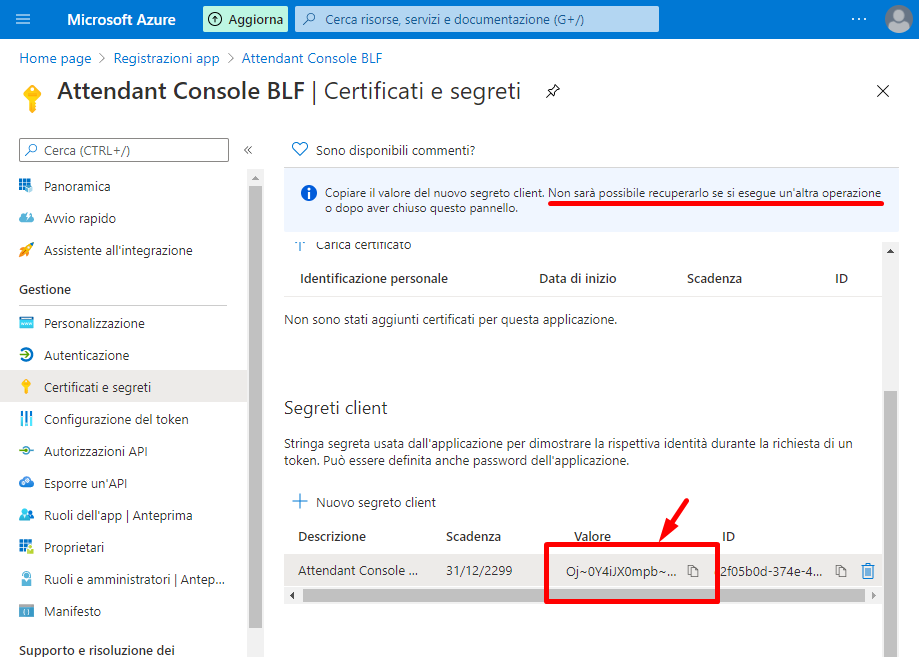 Microsoft Azure
Aggiorna
Cerca risorse, servizi e documentazione (G+/)
Home page > Registrazioni app > Attendant Console BLF
Attendant Console BLF | Certificati e segreti
Cerca (CTRL+/)
Panoramica
Avvio rapido
Assistente all'integrazione
Gestione
Personalizzazione
Autenticazione
Certificati e segreti
Configurazione del token
Autorizzazioni API
Esporre un'API
Ruoli dell'app | Anteprima
Proprietari
Ruoli e amministratori | Antep...
Manifesto
Supporto e risoluzione dei
Sono disponibili commenti?
Copiare il valore del nuovo segreto client. Non sarà possibile recuperarlo se si esegue un'altra operazione
o dopo aver chiuso questo pannello.
Carica certificato
Identificazione personale Data di inizio Scadenza ID
Non sono stati aggiunti certificati per questa applicazione.
Segreti client
Stringa segreta usata dall'applicazione per dimostrare la rispettiva identità durante la richiesta di un
token. Può essere definita anche password dell'applicazione.
Nuovo segreto client
Descrizione Scadenza Valore ID
Attendant Console ... 31/12/2299 Oj~0Y4iJX0mpb~... 2f05b0d-374e-4...